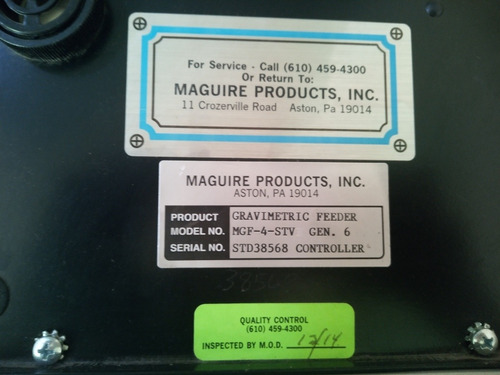 For Service - Call (610) 459-4300
Or Return To:
MAGUIRE PRODUCTS, INC.
11 Crozerville Road Aston, Pa 19014
MAGUIRE PRODUCTS, INC.
ASTON, PA 19014
PRODUCT GRAVIMETRIC FEEDER
MODEL NO. MGF-4-STV GEN. 6
SERIAL NO. STD38568 CONTROLLER
QUALITY CONTROL
(610) 459-4300
INSPECTED BY M.O.D. 12/14